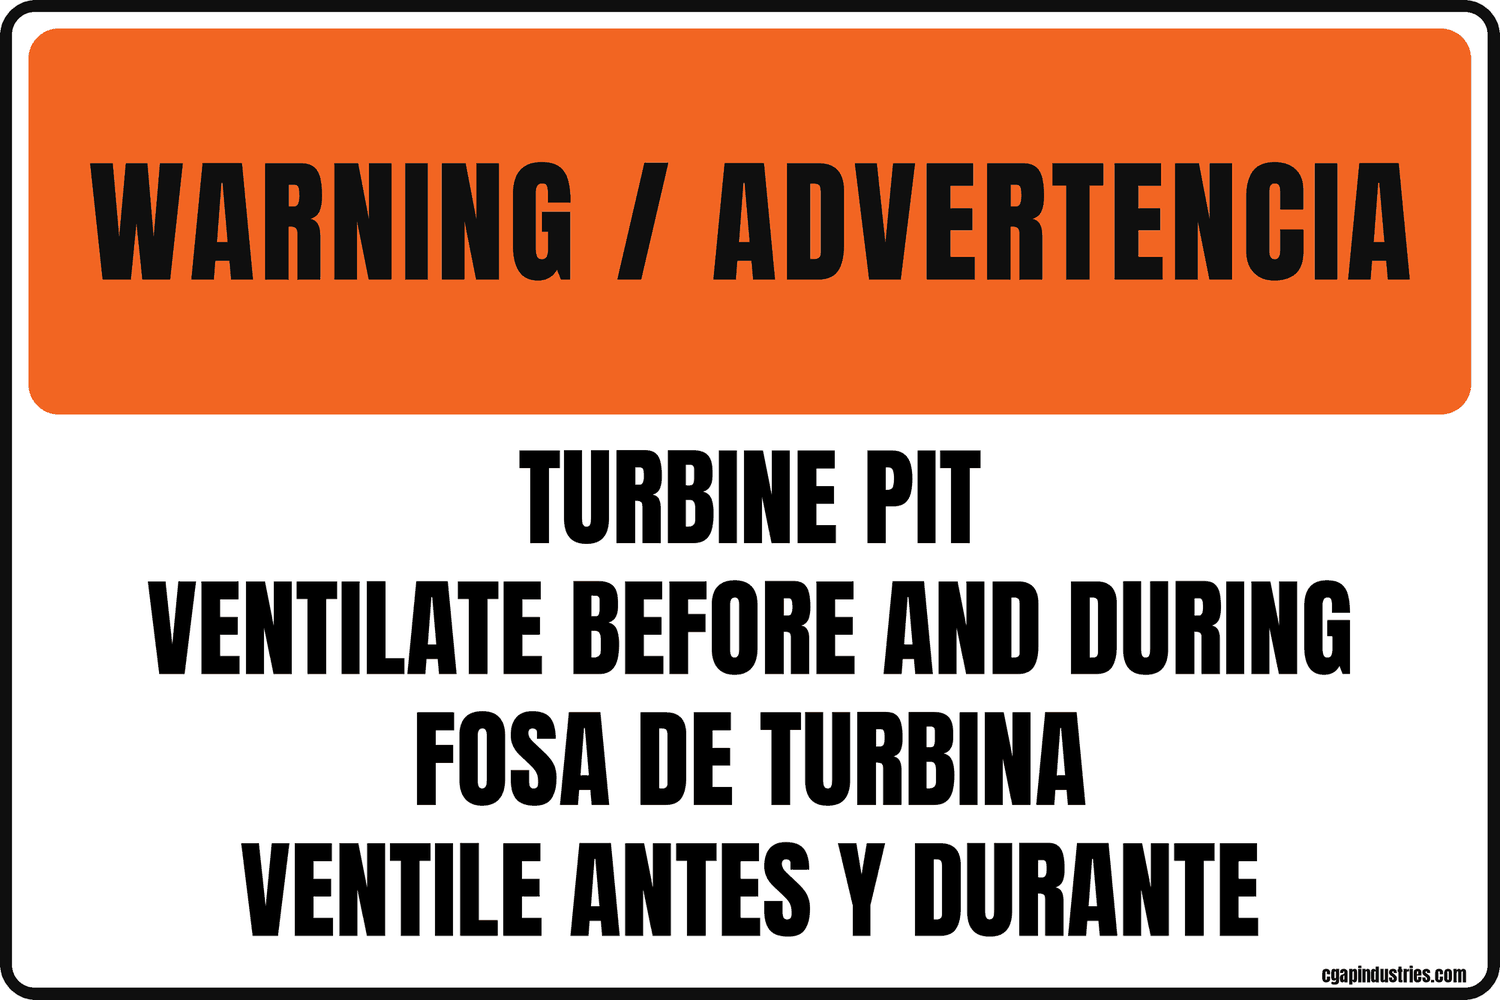 WARNING / ADVERTENCIA
TURBINE PIT
VENTILATE BEFORE AND DURING
FOSA DE TURBINA
VENTILE ANTES Y DURANTE
cgapindustries.com